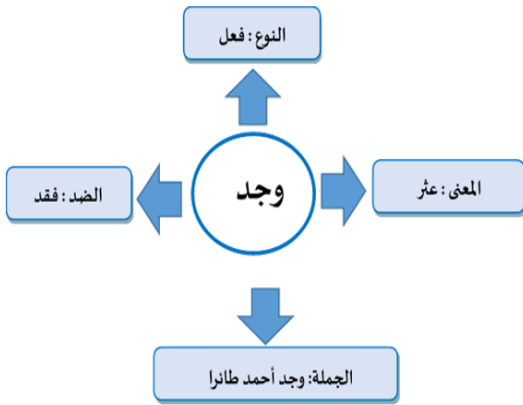 النوع : فعل
المعنى : عثر
وجد
الضد : فقد
الجملة: وجد أحمد طائرا